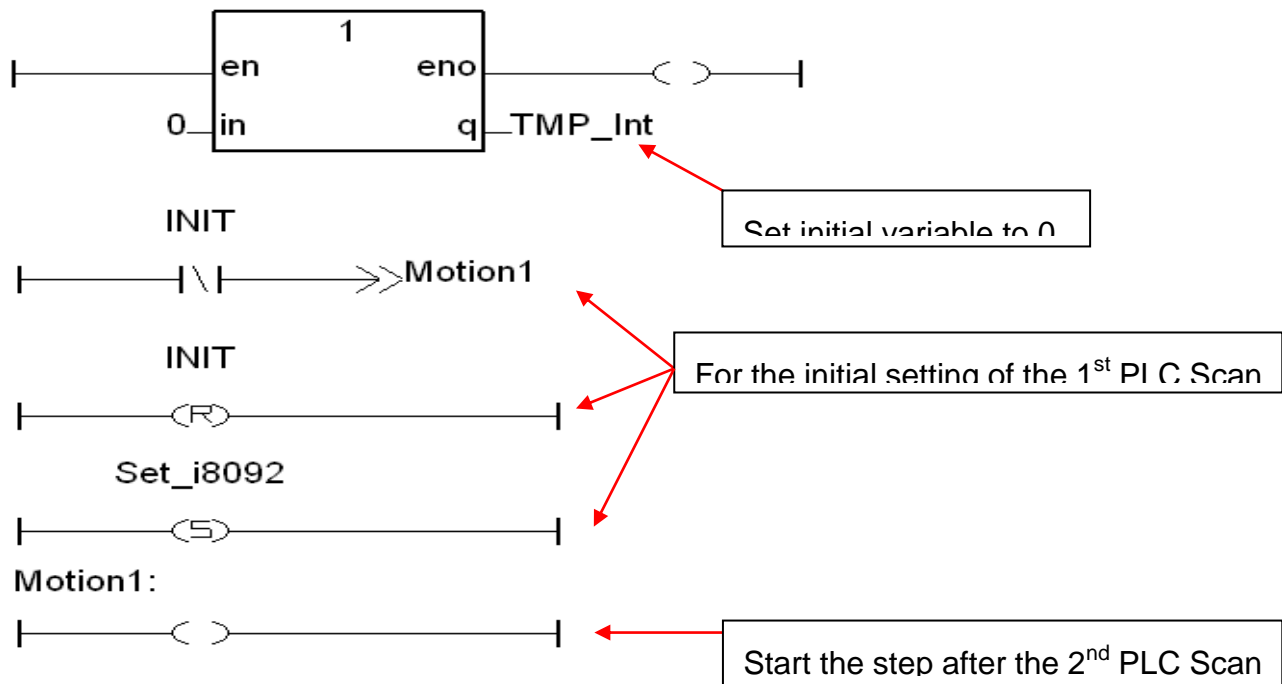 1
en eno
0 in q TMP_Int
Set initial variable to 0
INIT
Motion1
For the initial setting of the 1st PLC Scan
INIT
R
Set_i8092
S
Motion1:
Start the step after the 2nd PLC Scan